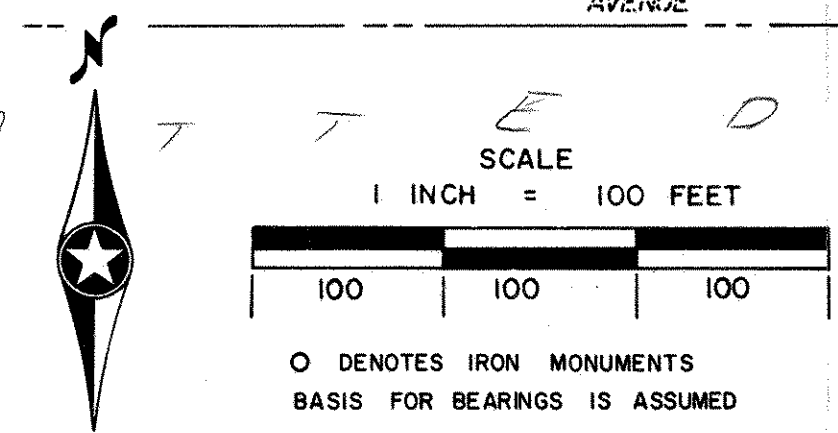 AVENUE
N
T T E D
SCALE
1 INCH = 100 FEET
100 100 100
O DENOTES IRON MONUMENTS
BASIS FOR BEARINGS IS ASSUMED